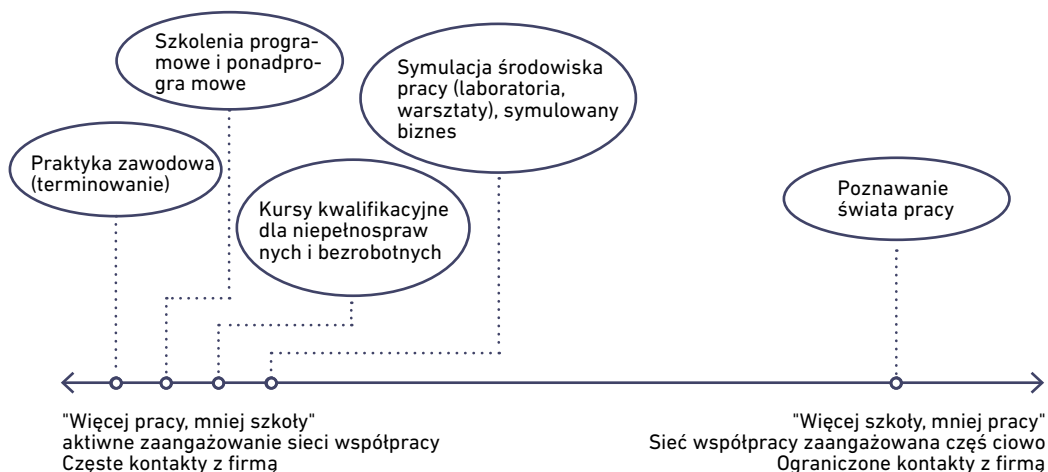 Szkolenia progra-
mowe i ponadpro-
gra mowe
Symulacja środowiska
pracy (laboratoria,
warsztaty), symulowany
biznes
Praktyka zawodowa
(terminowanie)
Kursy kwalifikacyjne
dla niepełnospraw
nych i bezrobotnych
Poznawanie
świata pracy
"Więcej pracy, mniej szkoły"
aktywne zaangażowanie sieci współpracy
Częste kontakty z firmą
"Więcej szkoły, mniej pracy"
Sieć współpracy zaangażowana częś ciowo
Ograniczone kontakty z firmą